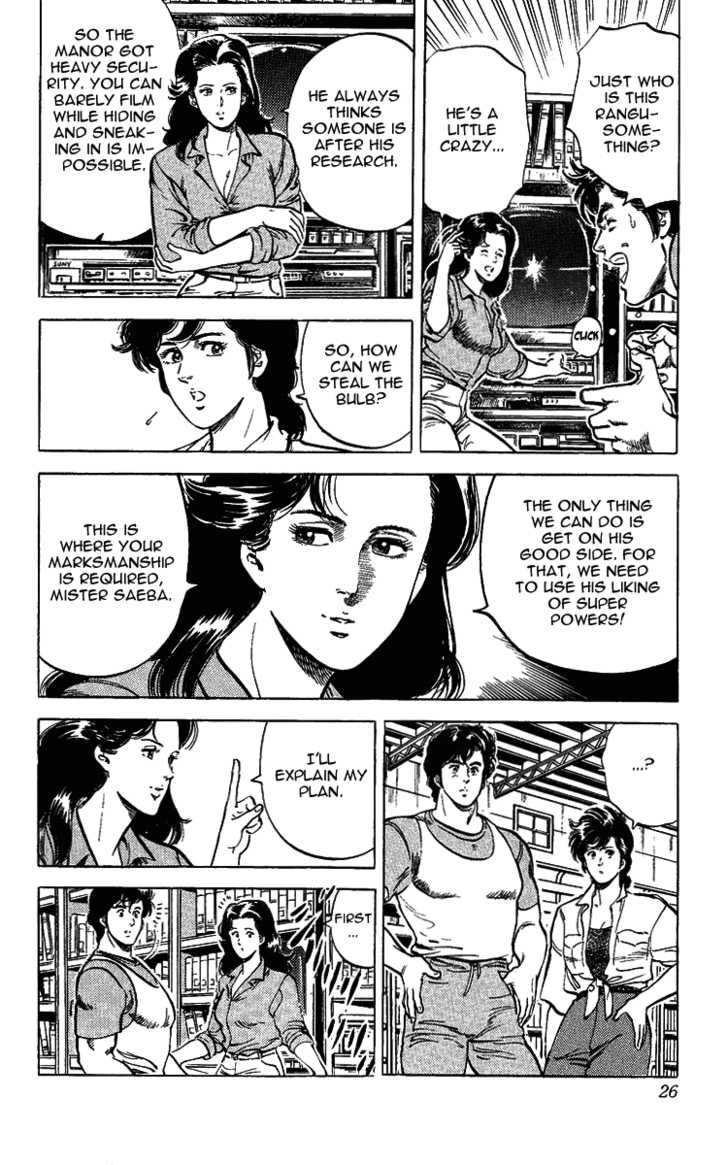 JUST WHO
IS THIS
RANGU-
SOME-
THING?
HE'S A
LITTLE
CRAZY...
CLICK
HE ALWAYS
THINKS
SOMEONE IS
AFTER HIS
RESEARCH.
SO THE
MANOR GOT
HEAVY SECU-
RITY. YOU CAN
BARELY FILM
WHILE HIDING
AND SNEAK-
ING IN IS IM-
POSSIBLE.
SONY
SO, HOW
CAN WE
STEAL THE
BULB?
THE ONLY THING
WE CAN DO IS
GET ON HIS
GOOD SIDE. FOR
THAT, WE NEED
TO USE HIS LIKING
OF SUPER
POWERS!
THIS IS
WHERE YOUR
MARKSMANSHIP
IS REQUIRED,
MISTER SAEBA.
...?
I'LL
EXPLAIN MY
PLAN.
FIRST
...
26